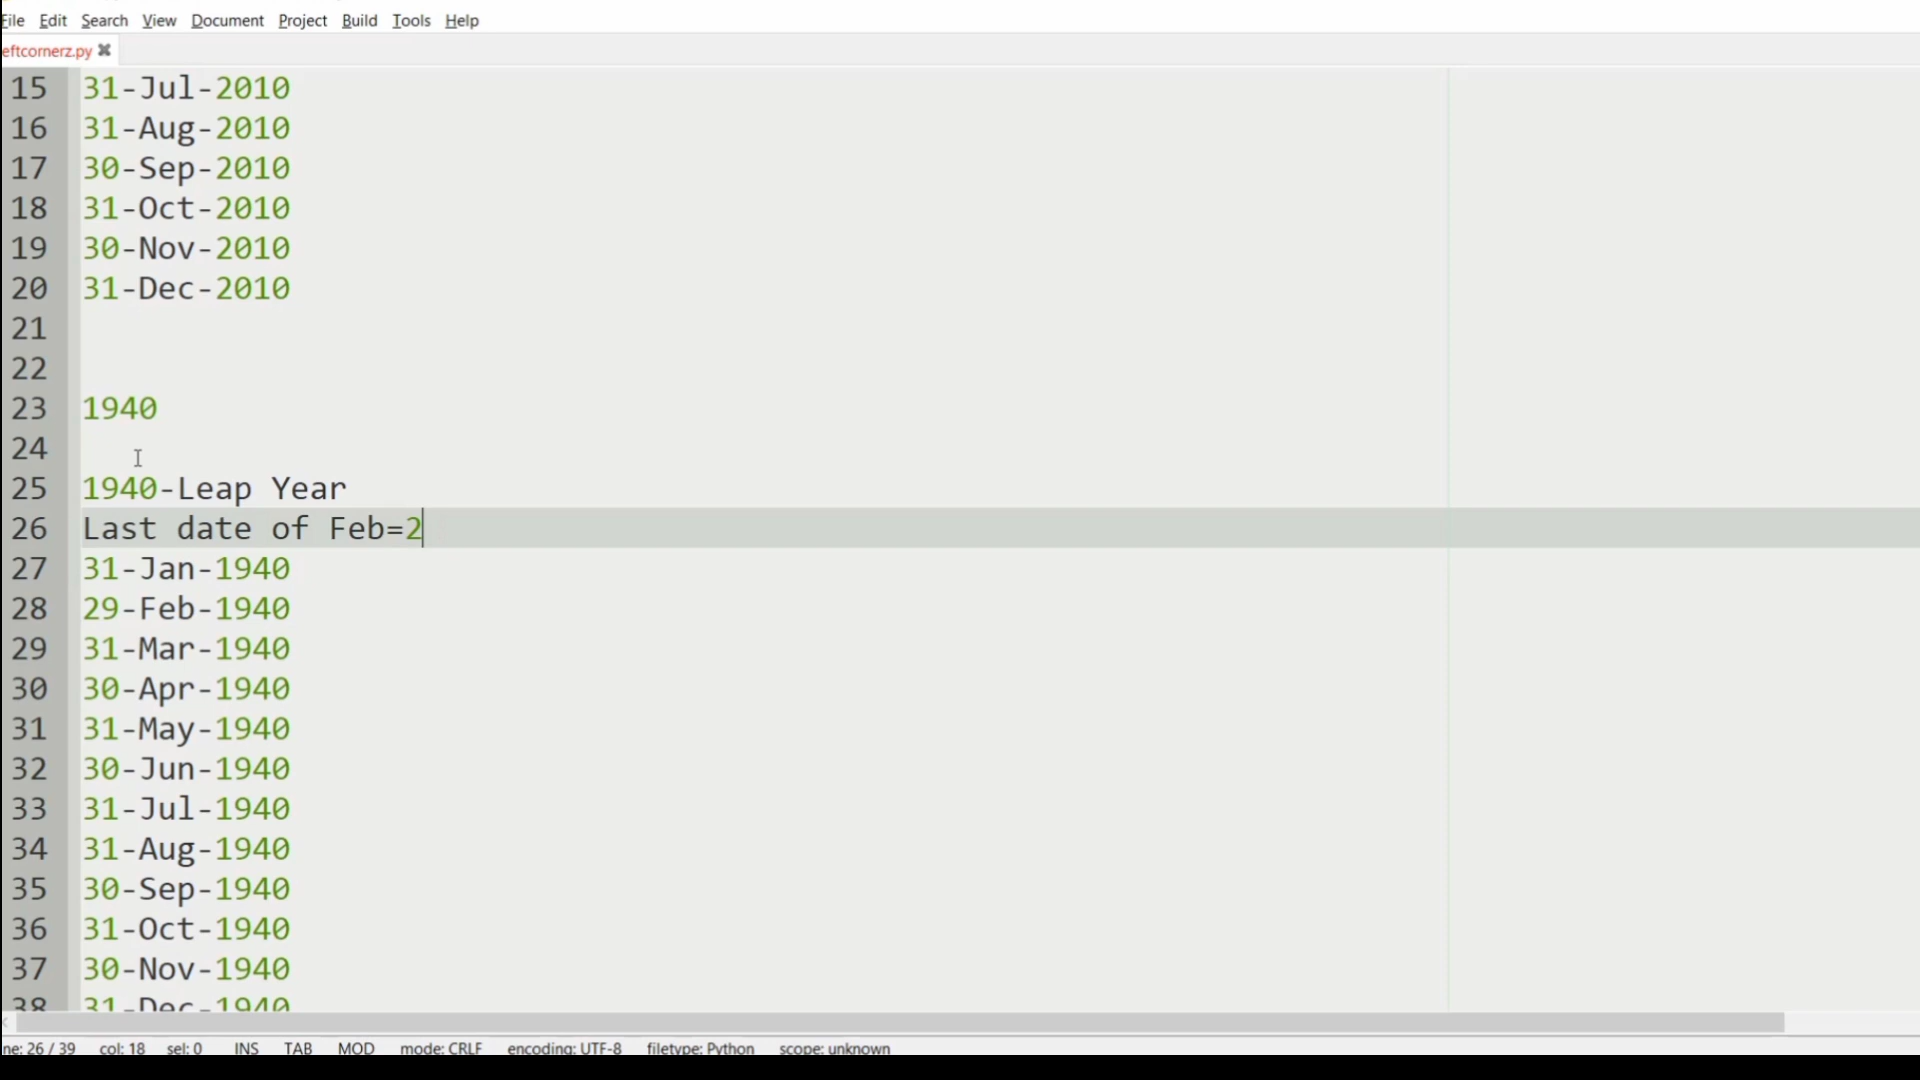 File Edit Search View Document Project Build Tools Help
eftcornerz.py
15 31-Jul-2010
16 31-Aug-2010
17 30-Sep-2010
18 31-Oct-2010
19 30-Nov-2010
20 31-Dec-2010
21
22
23 1940
24
25 1940-Leap Year
26 Last date of Feb=2
27 31-Jan-1940
28 29-Feb-1940
29 31-Mar-1940
30 30-Apr-1940
31 31-May-1940
32 30-Jun-1940
33 31-Jul-1940
34 31-Aug-1940
35 30-Sep-1940
36 31-Oct-1940
37 30-Nov-1940
38 31-Dec-1940
ne: 26 / 39 col: 18 sel: 0 INS TAB MOD mode: CRLF encoding: UTF-8 filetype: Python scope: unknown